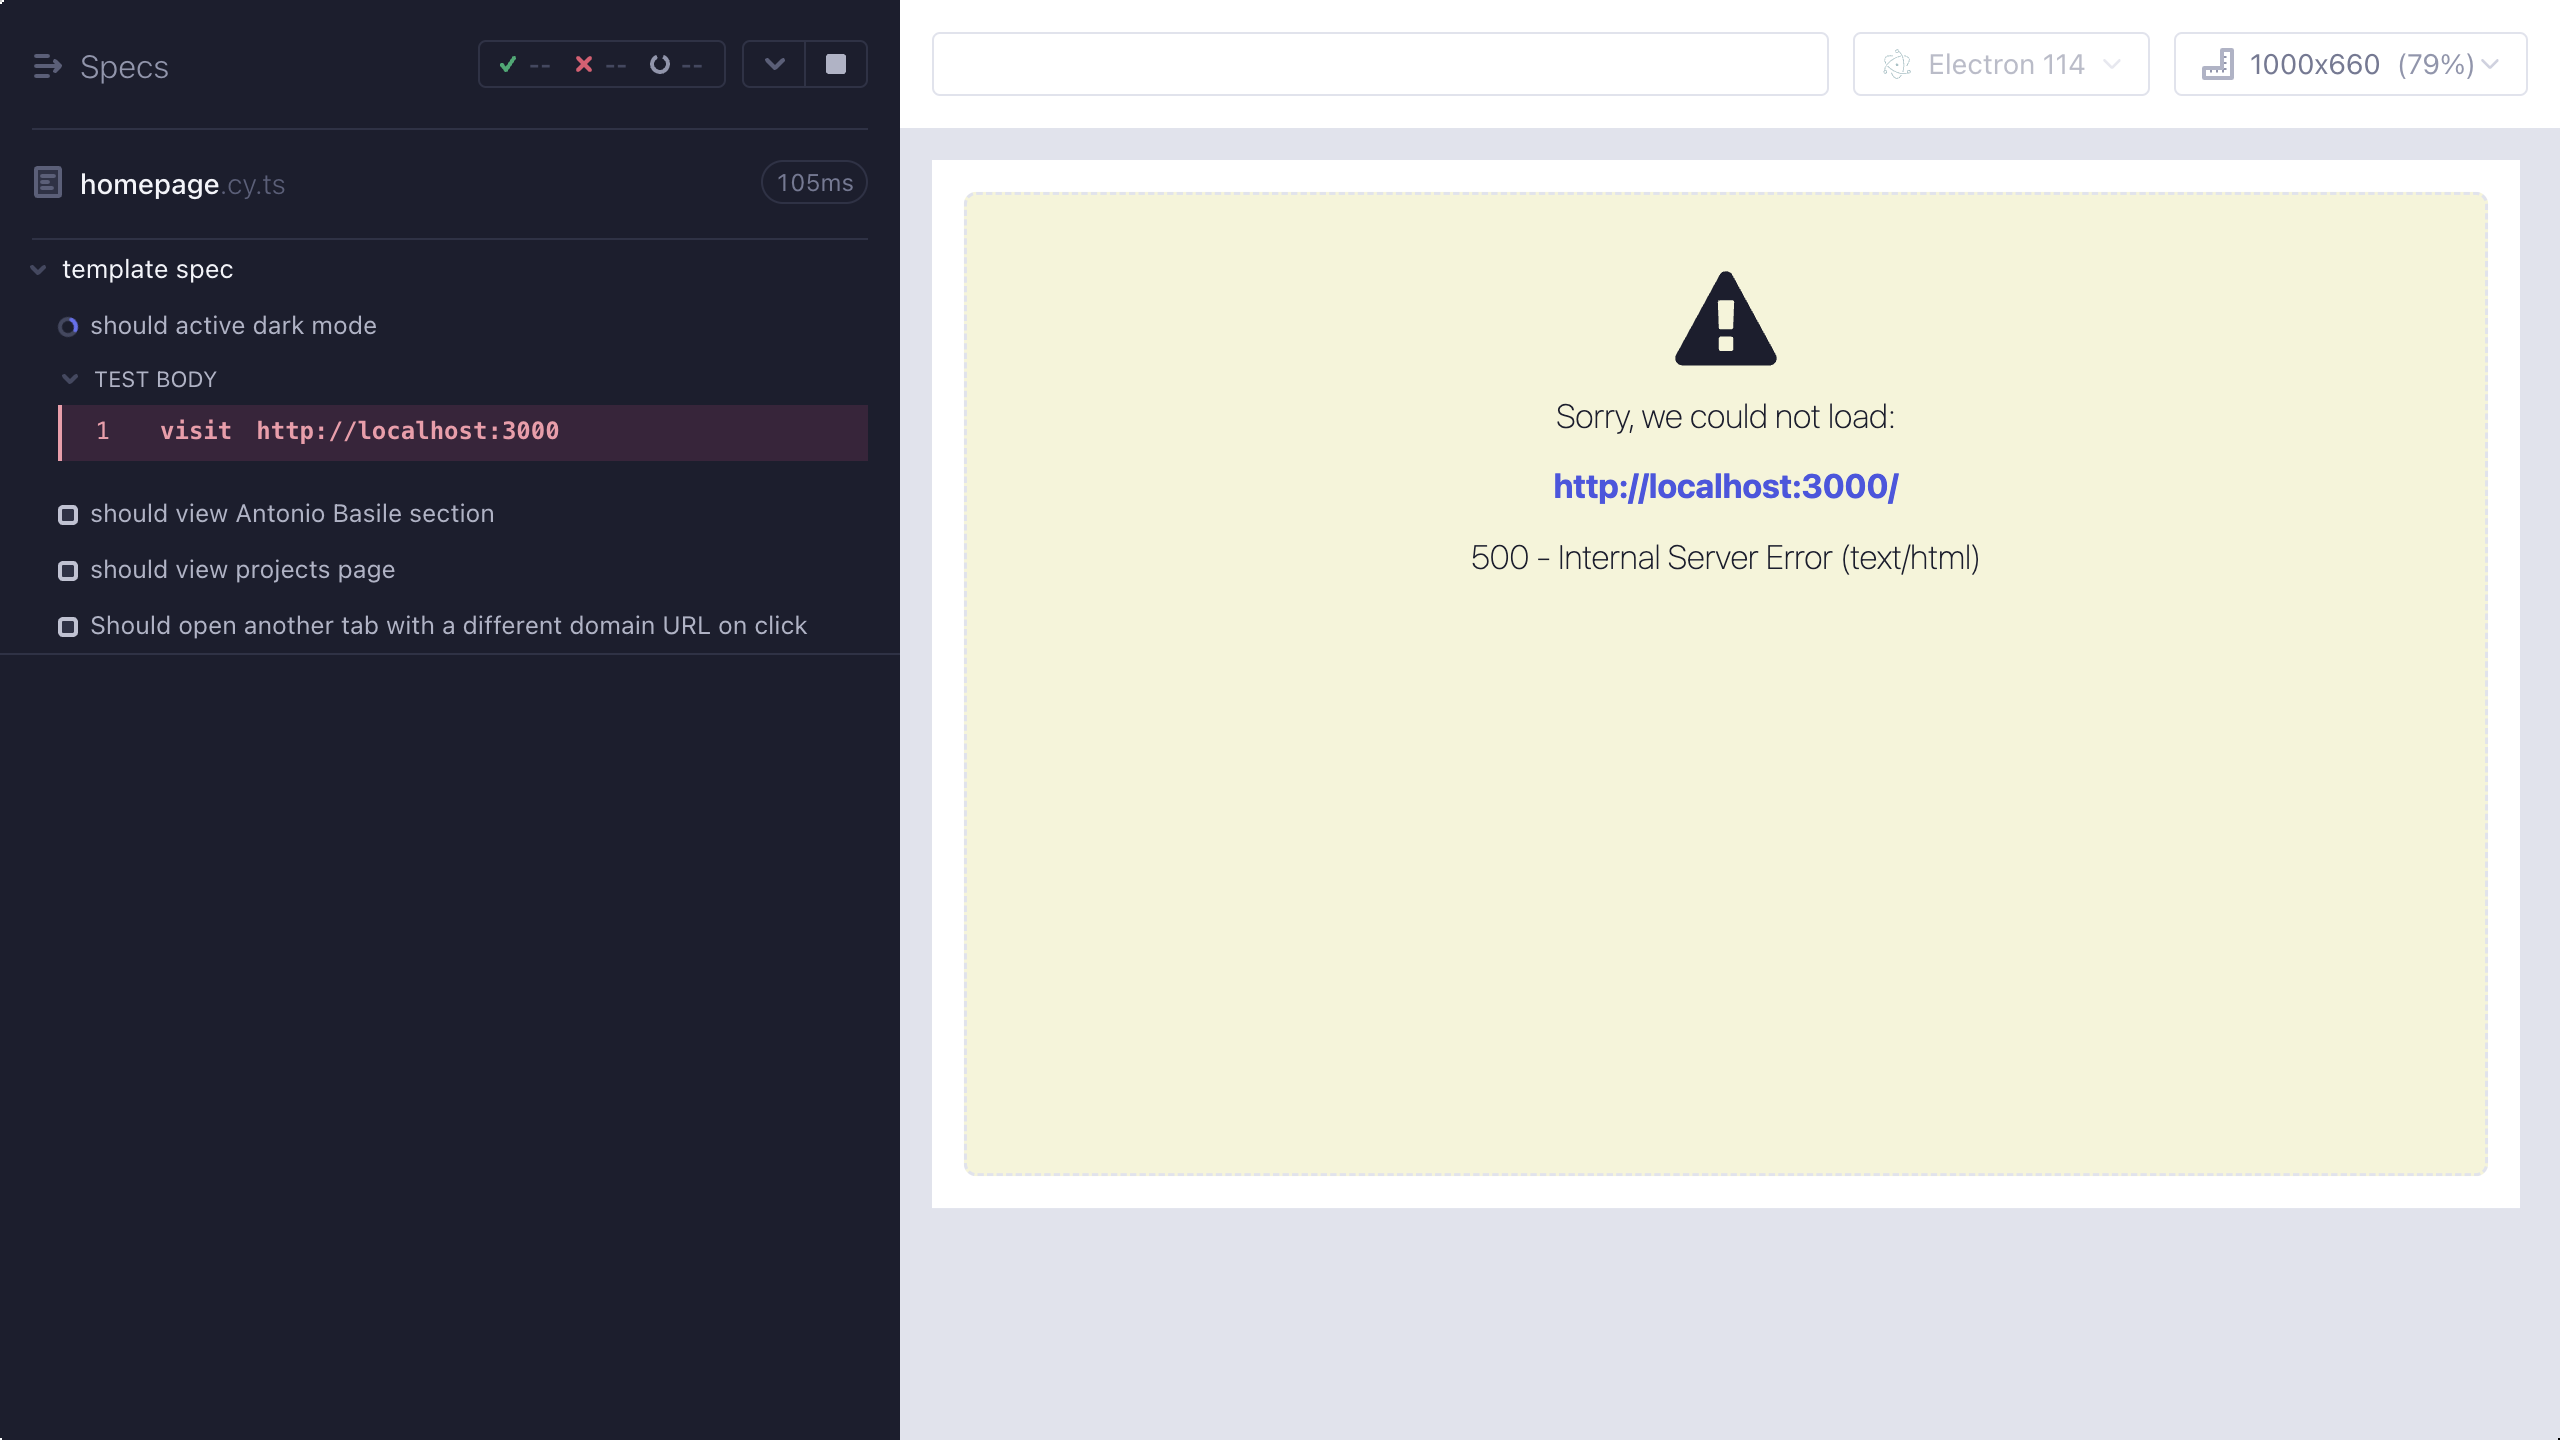 Specs
-- -- --
homepage.cy.ts
105ms
template spec
should active dark mode
TEST BODY
1 visit http://localhost:3000
should view Antonio Basile section
should view projects page
Should open another tab with a different domain URL on click
Electron 114
1000x660 (79%)
Sorry, we could not load:
http://localhost:3000/
500 - Internal Server Error (text/html)